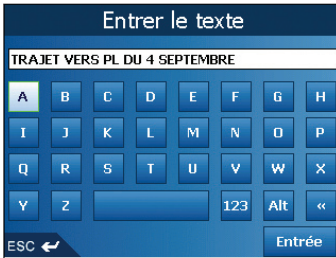 Entrer le texte
TRAJET VERS PL DU 4 SEPTEMBRE
A B C D E F G H
I J K L M N O P
Q R S T U V W X
Y Z 123 Alt «
ESC Entrée